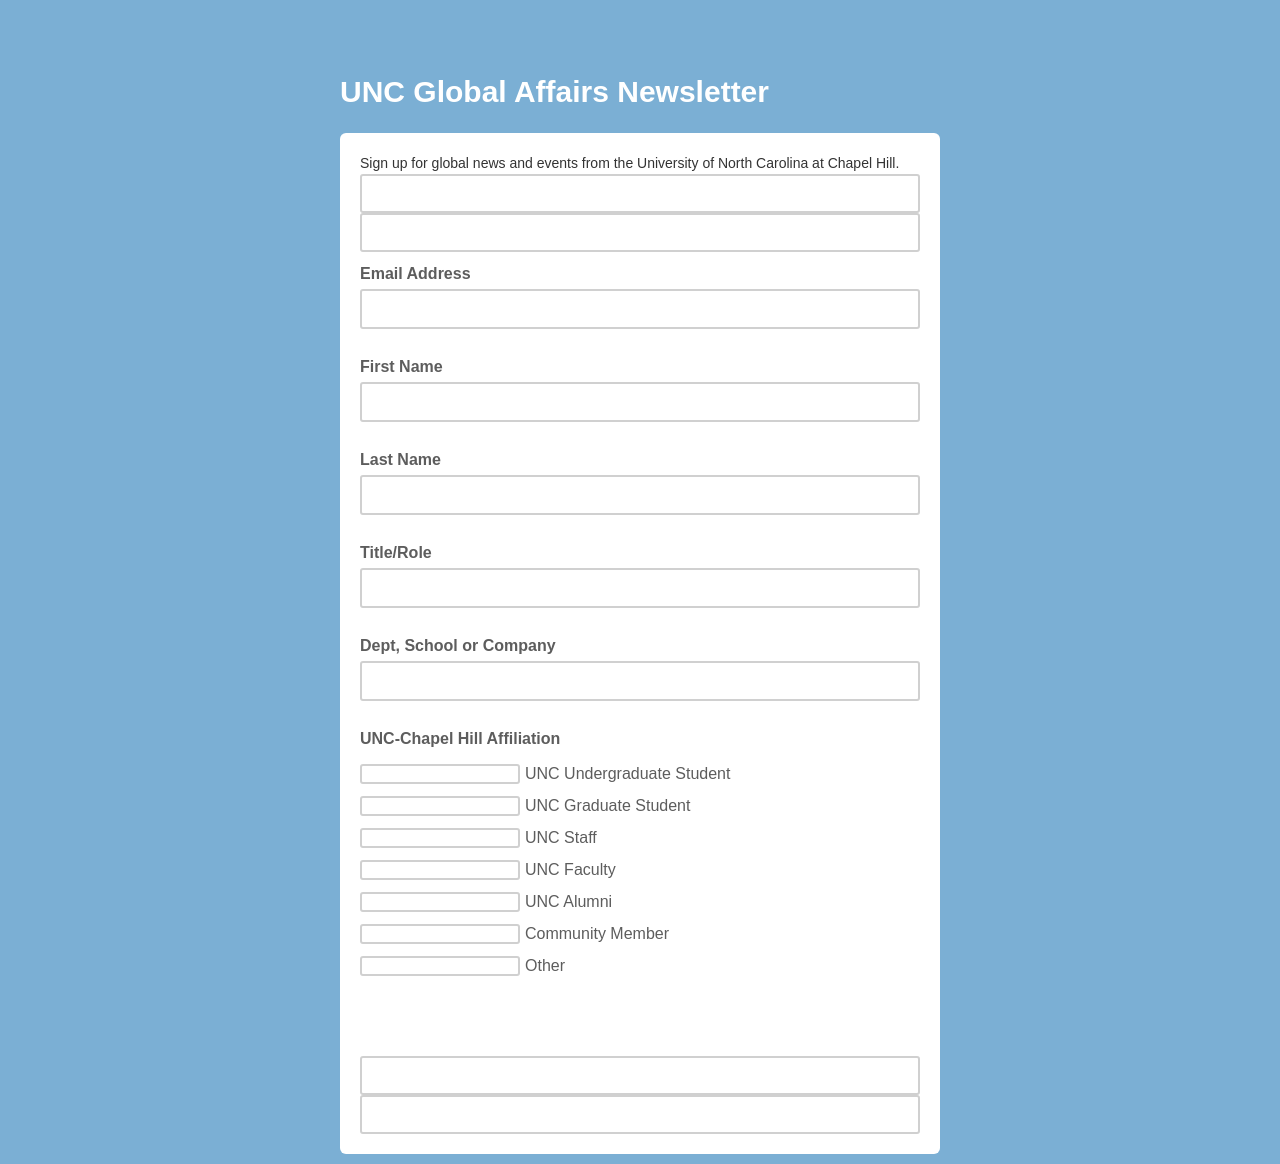 UNC Global Affairs Newsletter
Sign up for global news and events from the University of North Carolina at Chapel Hill.
Email Address
First Name
Last Name
Title/Role
Dept, School or Company
UNC-Chapel Hill Affiliation
UNC Undergraduate Student
UNC Graduate Student
UNC Staff
UNC Faculty
UNC Alumni
Community Member
Other